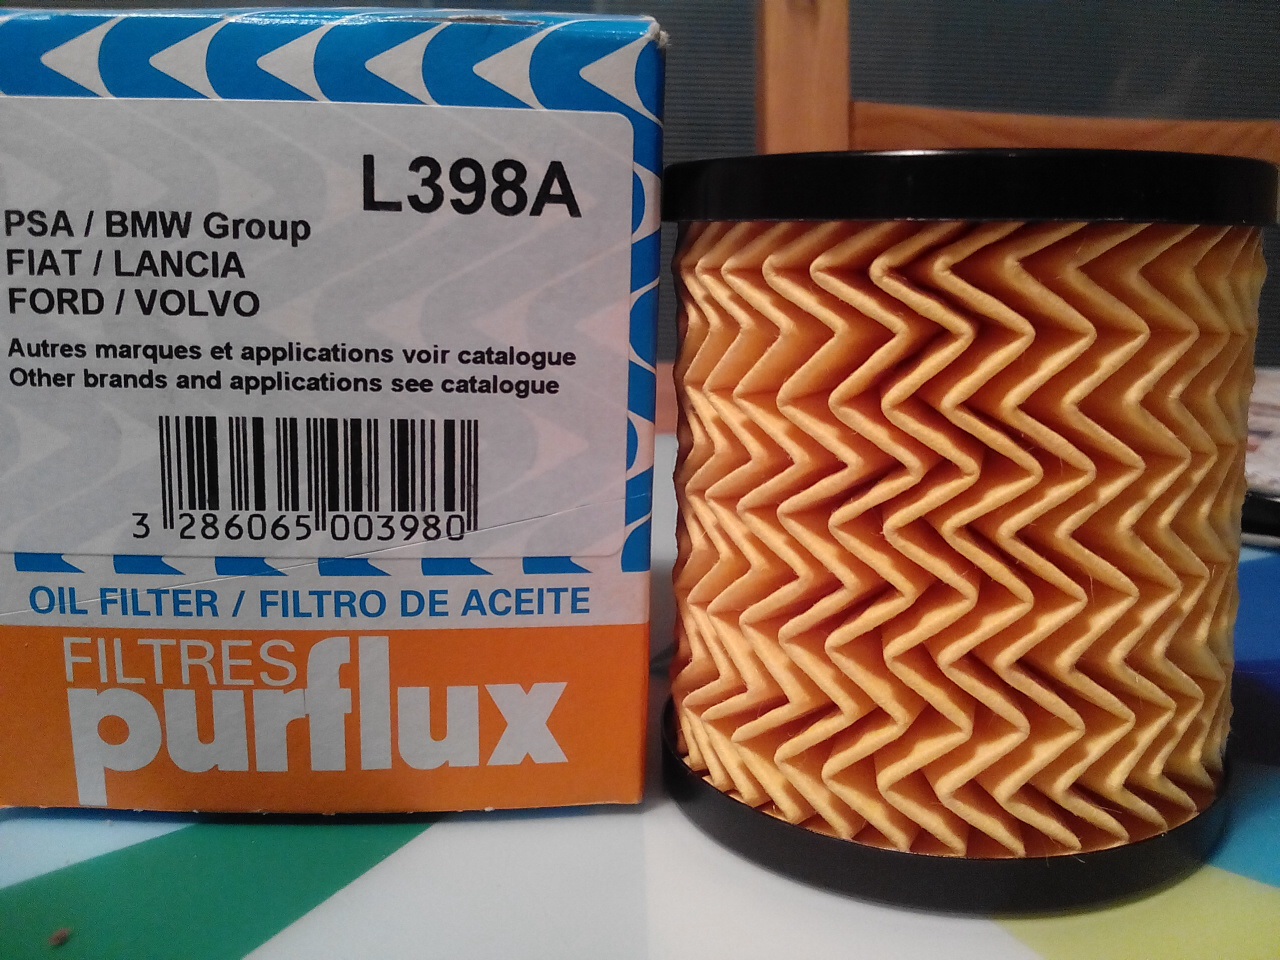 L398A
PSA / BMW Group
FIAT / LANCIA
FORD / VOLVO
Autres marques et applications voir catalogue
Other brands and applications see catalogue
3 286065 003980
OIL FILTER / FILTRO DE ACEITE
FILTRES
purflux